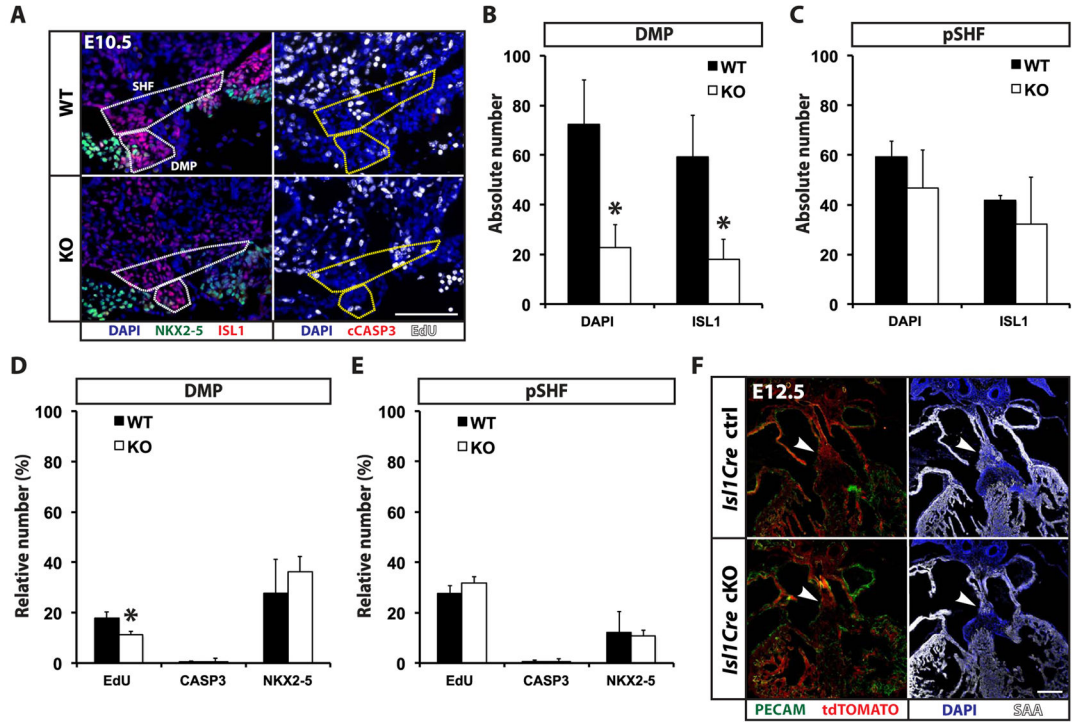 A
E10.5
WT
SHF
DMP
KO
DAPI NKX2-5 ISL1
DAPI cCASP3 EdU
B
DMP
Absolute number
100
80
60
40
20
0
WT
KO
*
*
DAPI ISL1
C
pSHF
Absolute number
100
80
60
40
20
0
WT
KO
DAPI ISL1
D
DMP
Relative number (%)
100
80
60
40
20
0
WT
KO
*
EdU CASP3 NKX2-5
E
pSHF
Relative number (%)
100
80
60
40
20
0
WT
KO
EdU CASP3 NKX2-5
F
E12.5
Isl1Cre ctrl
Isl1Cre cKO
PECAM tdTOMATO
DAPI SAA